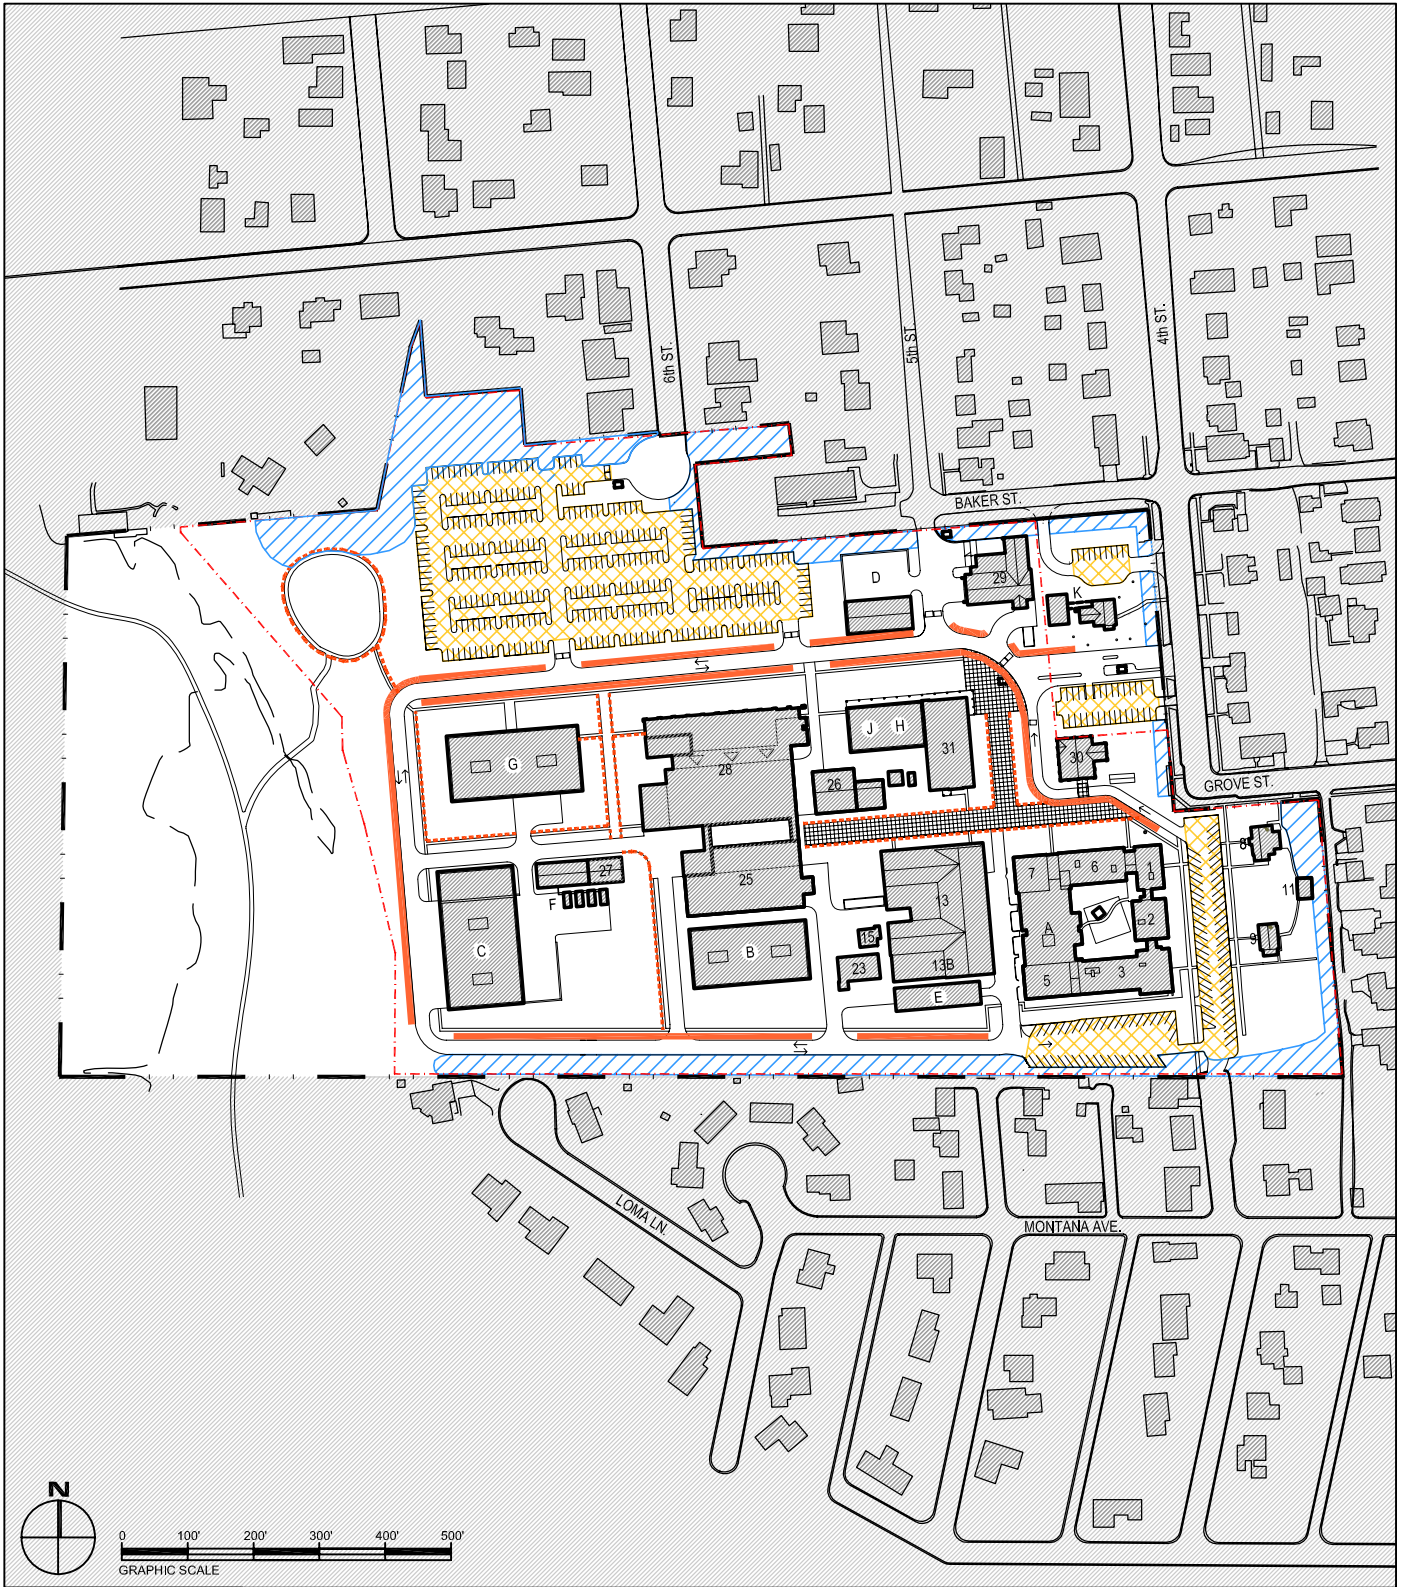 6th ST.
5th ST.
4th ST.
BAKER ST.
D
29
K
J
H
31
G
28
30
26
GROVE ST.
8
27
F
25
7
6
1
11
13
A
2
C
B
15
9
23
13B
5
3
E
LOMA LN.
MONTANA AVE.
N
0 100' 200' 300' 400' 500'
GRAPHIC SCALE